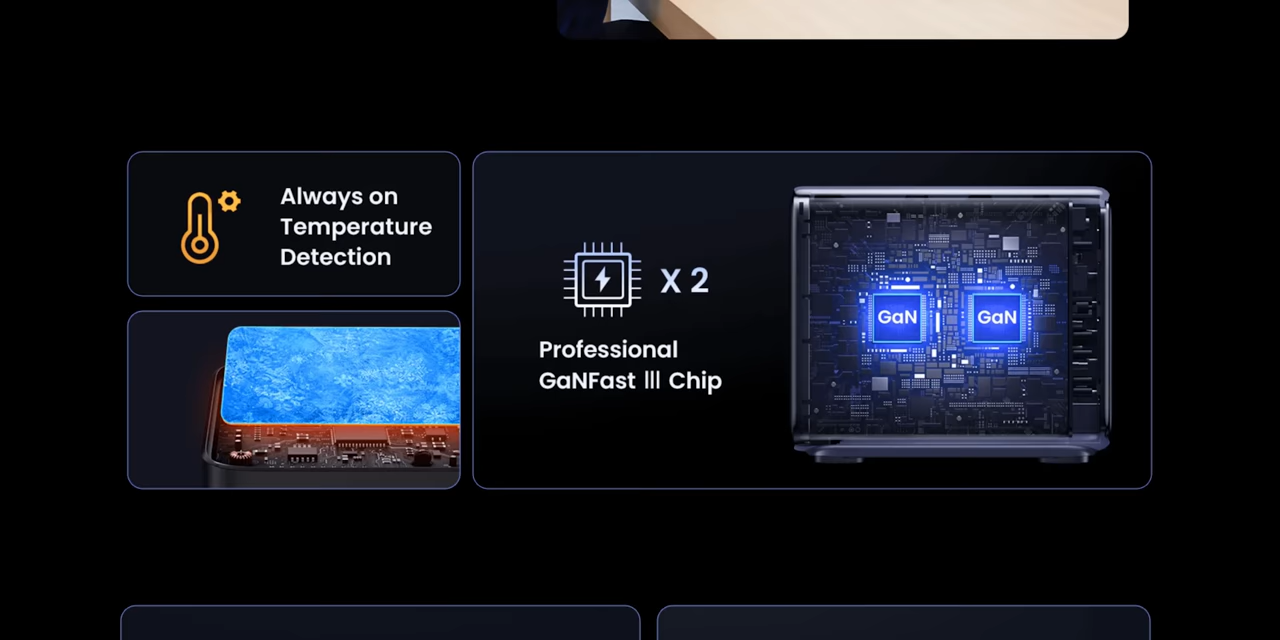 Always on
Temperature
Detection
X 2
Professional
GaNFast III Chip
GaN
GaN